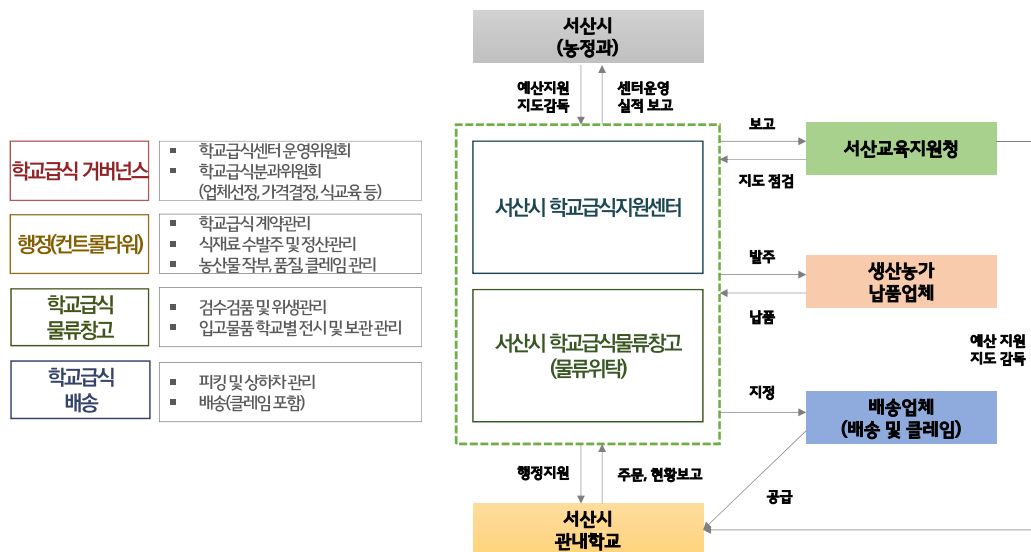 서산시
(농정과)
예산지원
지도감독
센터운영
실적 보고
학교급식 거버넌스
▪ 학교급식센터 운영위원회
▪ 학교급식분과위원회
(업체선정, 가격결정, 식교육 등)
행정(컨트롤타워)
▪ 학교급식 계약관리
▪ 식재료 수발주 및 정산관리
▪ 농산물 작부, 품질, 클레임 관리
학교급식
물류창고
▪ 검수검품 및 위생관리
▪ 입고물품 학교별 전시 및 보관 관리
학교급식
배송
▪ 피킹 및 상하차 관리
▪ 배송(클레임 포함)
서산시 학교급식지원센터
서산시 학교급식물류창고
(물류위탁)
보고
지도 점검
서산교육지원청
발주
납품
생산농가
납품업체
예산 지원
지도 감독
지정
배송업체
(배송 및 클레임)
행정지원
주문, 현황보고
공급
서산시
관내학교